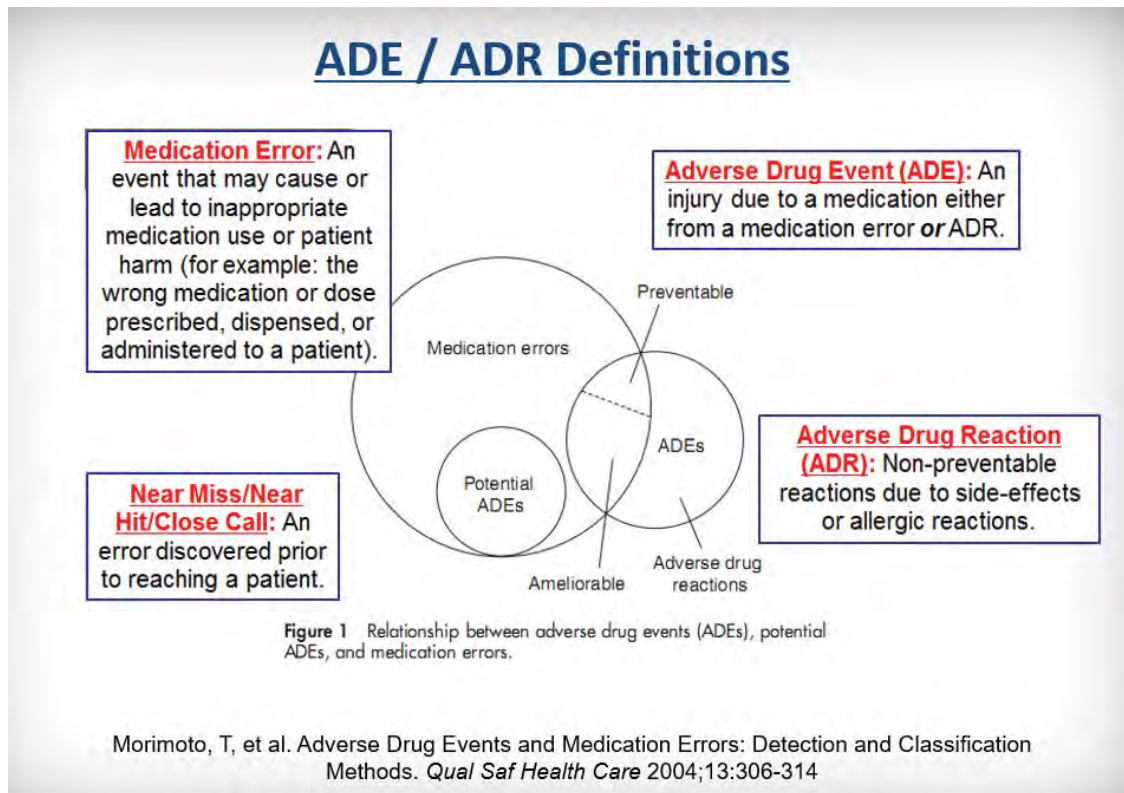 ADE / ADR Definitions
Medication Error: An
event that may cause or
lead to inappropriate
medication use or patient
harm (for example: the
wrong medication or dose
prescribed, dispensed, or
administered to a patient).
Adverse Drug Event (ADE): An
injury due to a medication either
from a medication error or ADR.
Preventable
Medication errors
ADEs
Potential
ADEs
Adverse Drug Reaction
(ADR): Non-preventable
reactions due to side-effects
or allergic reactions.
Near Miss/Near
Hit/Close Call: An
error discovered prior
to reaching a patient.
Ameliorable
Adverse drug
reactions
Figure 1 Relationship between adverse drug events (ADEs), potential
ADEs, and medication errors.
Morimoto, T, et al. Adverse Drug Events and Medication Errors: Detection and Classification
Methods. Qual Saf Health Care 2004;13:306-314